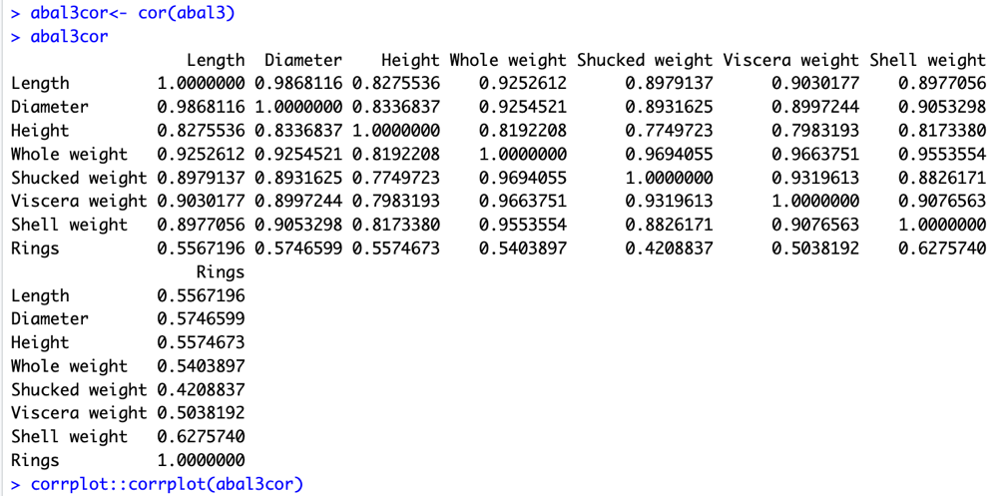 > abal3cor<- cor(abal3)
> abal3cor
                  Length  Diameter    Height Whole weight Shucked weight Viscera weight Shell weight
Length         1.0000000 0.9868116 0.8275536    0.9252612      0.8979137      0.9030177    0.8977056
Diameter       0.9868116 1.0000000 0.8336837    0.9254521      0.8931625      0.8997244    0.9053298
Height         0.8275536 0.8336837 1.0000000    0.8192208      0.7749723      0.7983193    0.8173380
Whole weight   0.9252612 0.9254521 0.8192208    1.0000000      0.9694055      0.9663751    0.9553554
Shucked weight 0.8979137 0.8931625 0.7749723    0.9694055      1.0000000      0.9319613    0.8826171
Viscera weight 0.9030177 0.8997244 0.7983193    0.9663751      0.9319613      1.0000000    0.9076563
Shell weight   0.8977056 0.9053298 0.8173380    0.9553554      0.8826171      0.9076563    1.0000000
Rings          0.5567196 0.5746599 0.5574673    0.5403897      0.4208837      0.5038192    0.6275740
                   Rings
Length         0.5567196
Diameter       0.5746599
Height         0.5574673
Whole weight   0.5403897
Shucked weight 0.4208837
Viscera weight 0.5038192
Shell weight   0.6275740
Rings          1.0000000
> corrplot::corrplot(abal3cor)